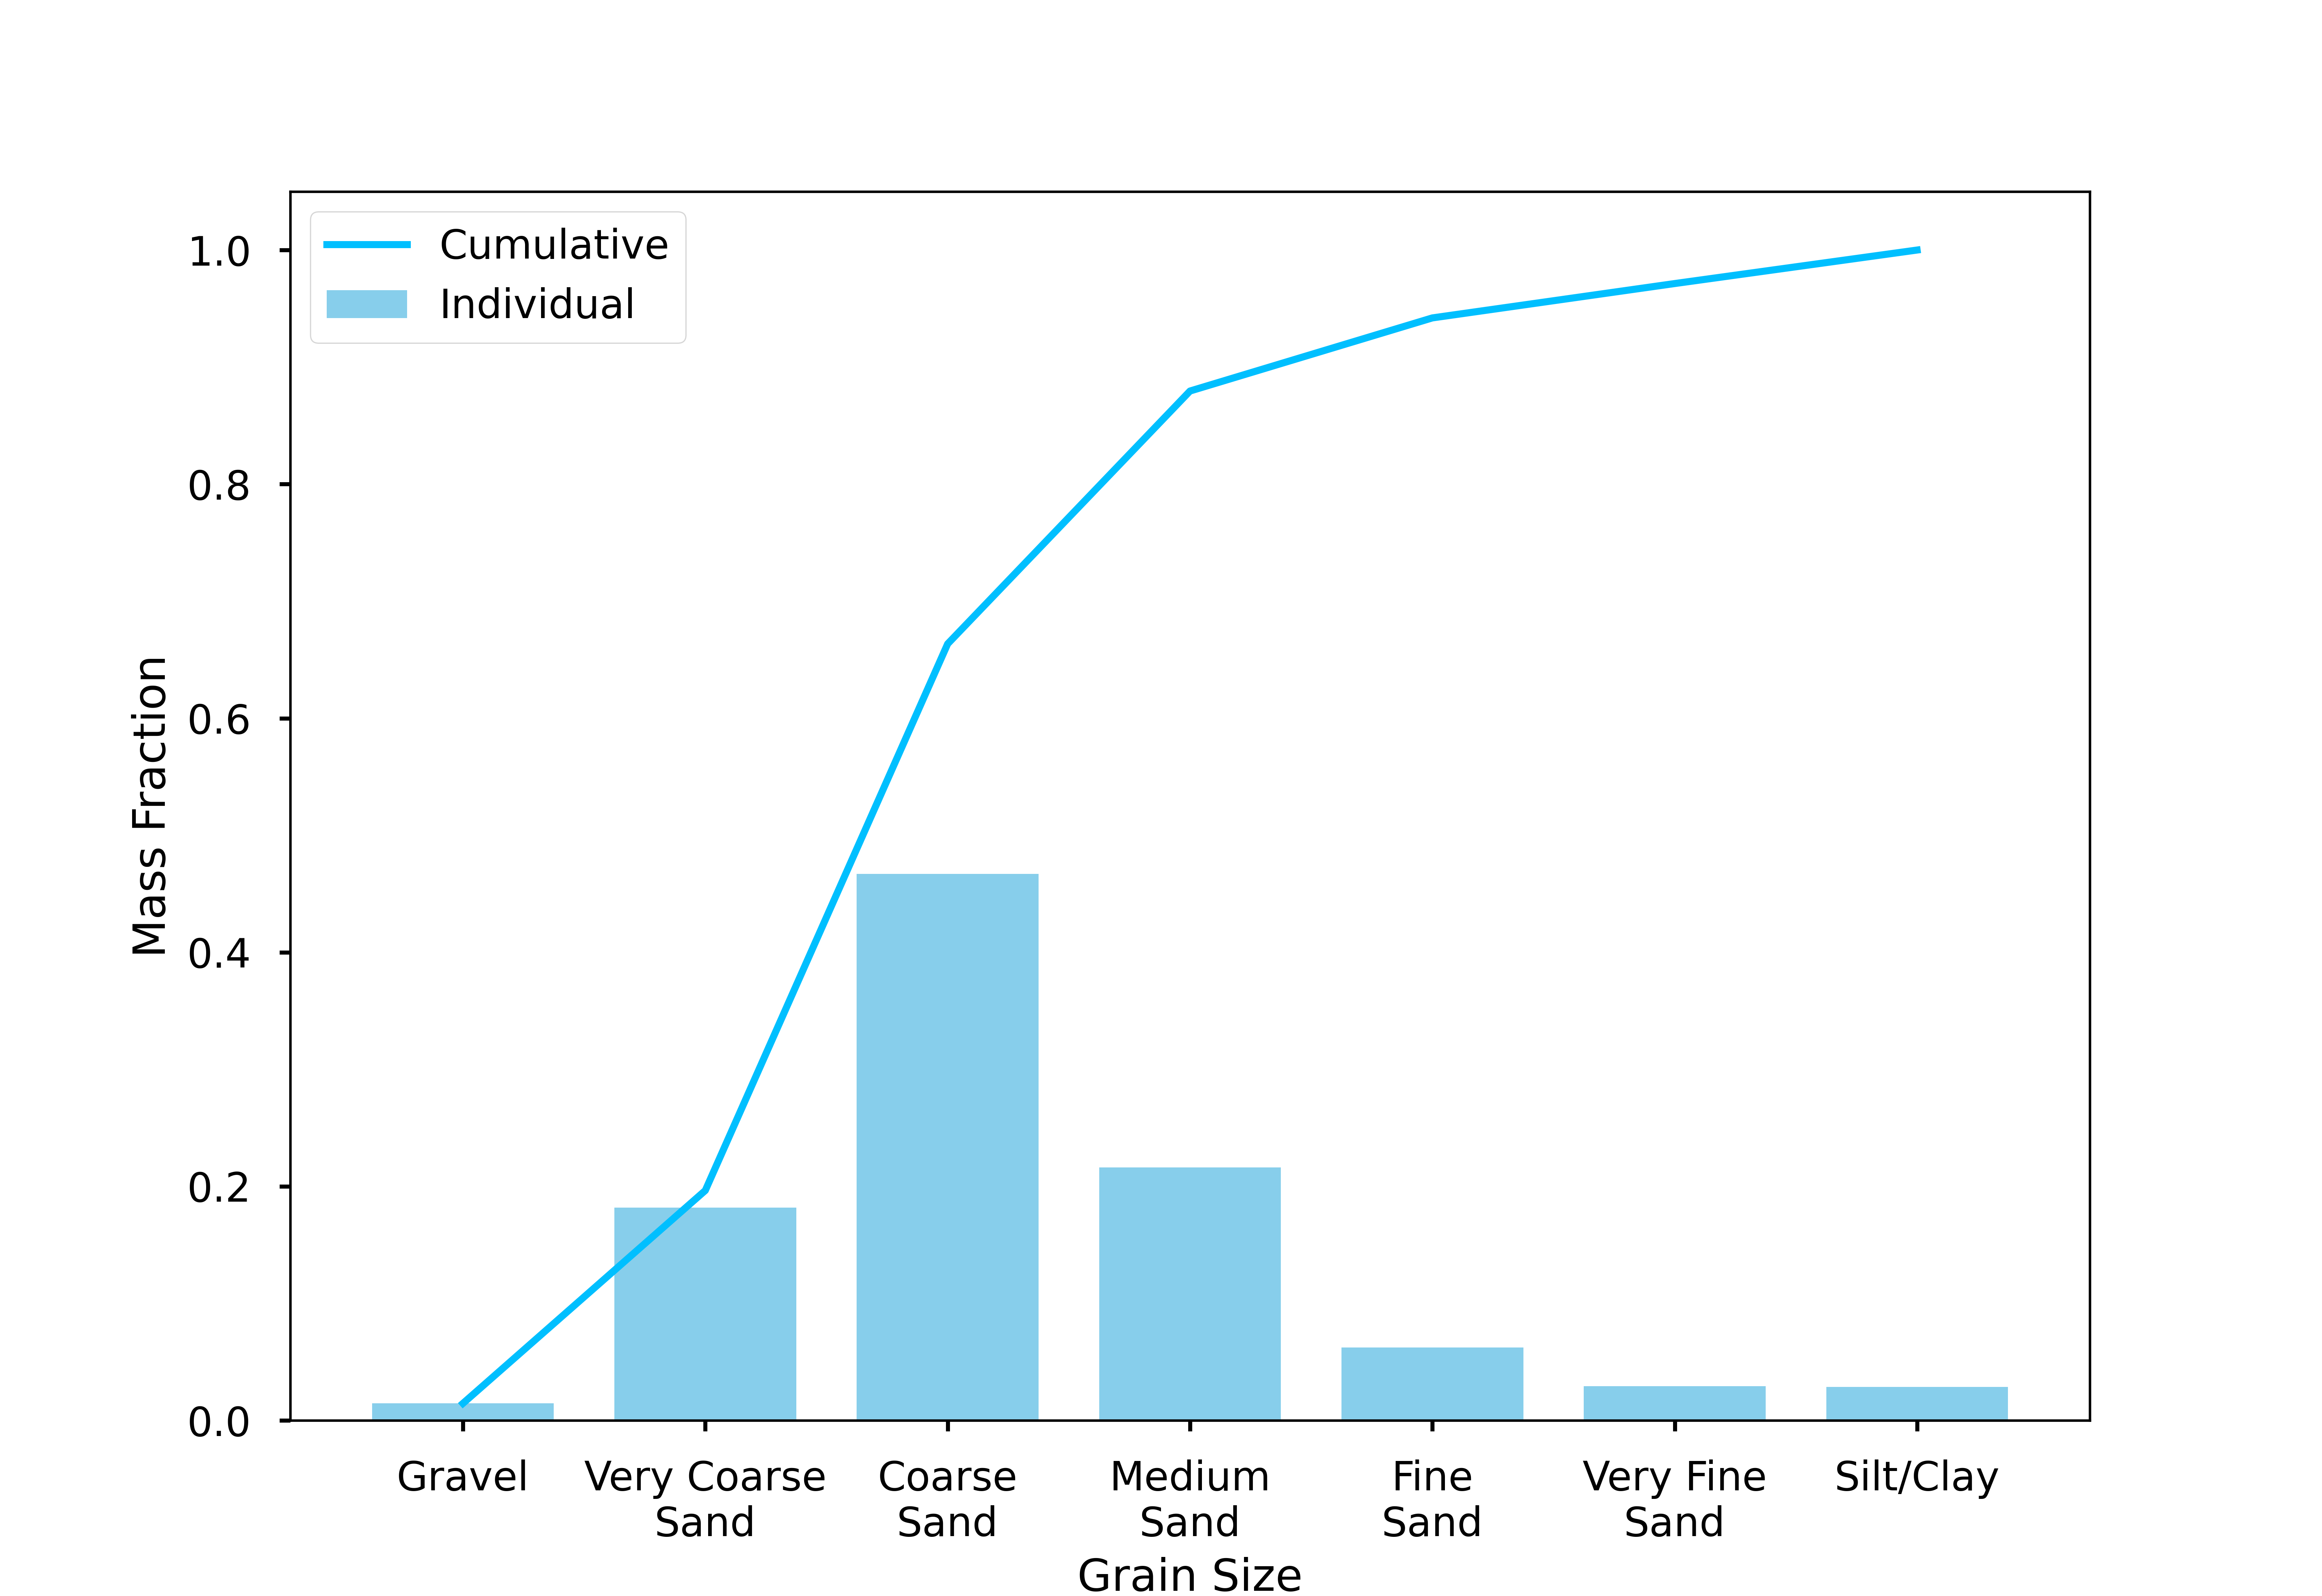 Cumulative
Individual
1.0
0.8
0.6
0.4
0.2
0.0
Mass Fraction
Gravel
Very Coarse
Sand
Coarse
Sand
Medium
Sand
Fine
Sand
Very Fine
Sand
Silt/Clay
Grain Size